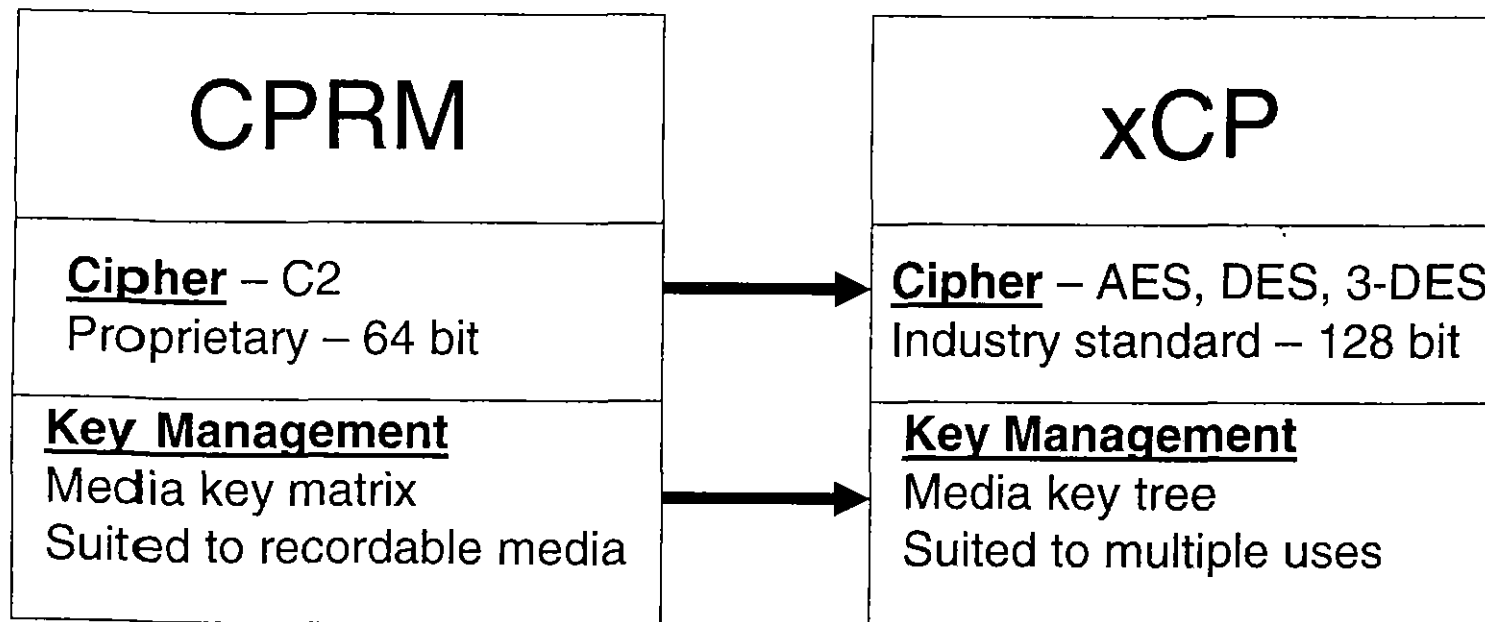 CPRM
Cipher – C2
Proprietary – 64 bit
Key Management
Media key matrix
Suited to recordable media
xCP
Cipher – AES, DES, 3-DES
Industry standard – 128 bit
Key Management
Media key tree
Suited to multiple uses